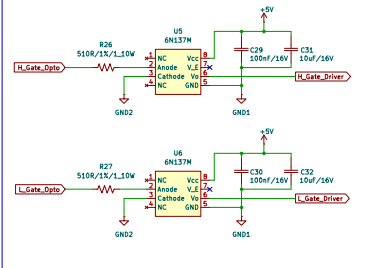 +5V
U5
6N137M
R26
510R/1%/1_10W
H_Gate_Opto
1 NC Vcc 8
2 Anode V_E 7
3 Cathode Vo 6
4 NC GND 5
C29
100nF/16V
C31
10uF/16V
H_Gate_Driver
GND2
GND1
+5V
U6
6N137M
R27
510R/1%/1_10W
L_Gate_Opto
1 NC Vcc 8
2 Anode V_E 7
3 Cathode Vo 6
4 NC GND 5
C30
100nF/16V
C32
10uF/16V
L_Gate_Driver
GND2
GND1